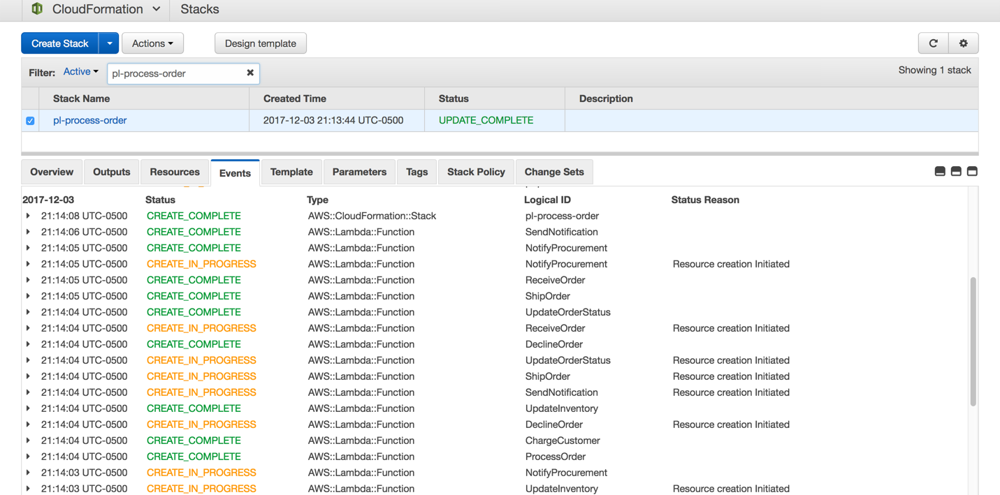 CloudFormation Stacks
Create Stack Actions Design template
Filter: Active pl-process-order Showing 1 stack
Stack Name Created Time Status Description
pl-process-order 2017-12-03 21:13:44 UTC-0500 UPDATE_COMPLETE
Overview Outputs Resources Events Template Parameters Tags Stack Policy Change Sets
2017-12-03 Status Type Logical ID Status Reason
21:14:08 UTC-0500 CREATE_COMPLETE AWS::CloudFormation::Stack pl-process-order
21:14:06 UTC-0500 CREATE_COMPLETE AWS::Lambda::Function SendNotification
21:14:05 UTC-0500 CREATE_COMPLETE AWS::Lambda::Function NotifyProcurement
21:14:05 UTC-0500 CREATE_IN_PROGRESS AWS::Lambda::Function NotifyProcurement Resource creation Initiated
21:14:05 UTC-0500 CREATE_COMPLETE AWS::Lambda::Function ReceiveOrder
21:14:05 UTC-0500 CREATE_COMPLETE AWS::Lambda::Function ShipOrder
21:14:04 UTC-0500 CREATE_COMPLETE AWS::Lambda::Function UpdateOrderStatus
21:14:04 UTC-0500 CREATE_IN_PROGRESS AWS::Lambda::Function ReceiveOrder Resource creation Initiated
21:14:04 UTC-0500 CREATE_COMPLETE AWS::Lambda::Function DeclineOrder
21:14:04 UTC-0500 CREATE_IN_PROGRESS AWS::Lambda::Function UpdateOrderStatus Resource creation Initiated
21:14:04 UTC-0500 CREATE_IN_PROGRESS AWS::Lambda::Function ShipOrder Resource creation Initiated
21:14:04 UTC-0500 CREATE_IN_PROGRESS AWS::Lambda::Function SendNotification Resource creation Initiated
21:14:04 UTC-0500 CREATE_COMPLETE AWS::Lambda::Function UpdateInventory
21:14:04 UTC-0500 CREATE_IN_PROGRESS AWS::Lambda::Function DeclineOrder Resource creation Initiated
21:14:04 UTC-0500 CREATE_COMPLETE AWS::Lambda::Function ChargeCustomer
21:14:04 UTC-0500 CREATE_COMPLETE AWS::Lambda::Function ProcessOrder
21:14:03 UTC-0500 CREATE_IN_PROGRESS AWS::Lambda::Function NotifyProcurement
21:14:03 UTC-0500 CREATE_IN_PROGRESS AWS::Lambda::Function UpdateInventory Resource creation Initiated